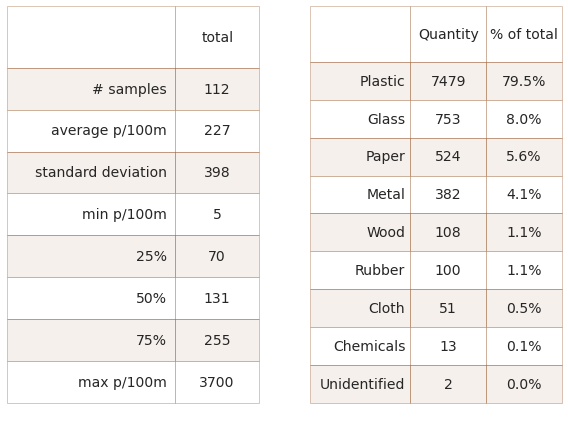 total
# samples 112
average p/100m 227
standard deviation 398
min p/100m 5
25% 70
50% 131
75% 255
max p/100m 3700
Quantity % of total
Plastic 7479 79.5%
Glass 753 8.0%
Paper 524 5.6%
Metal 382 4.1%
Wood 108 1.1%
Rubber 100 1.1%
Cloth 51 0.5%
Chemicals 13 0.1%
Unidentified 2 0.0%